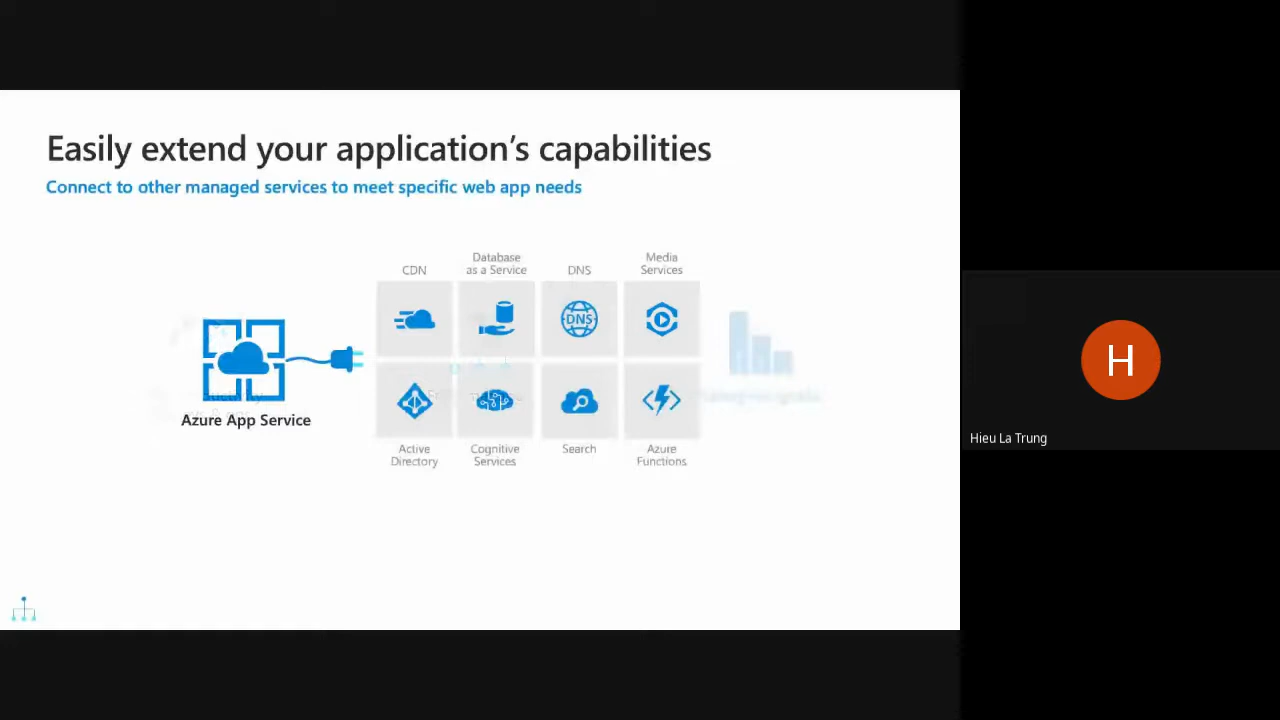 Easily extend your application's capabilities
Connect to other managed services to meet specific web app needs
CDN
Database
as a Service
DNS
Media
Services
DNS
Azure App Service
Active
Directory
Cognitive
Services
Search
Azure
Functions
H
Hieu La Trung